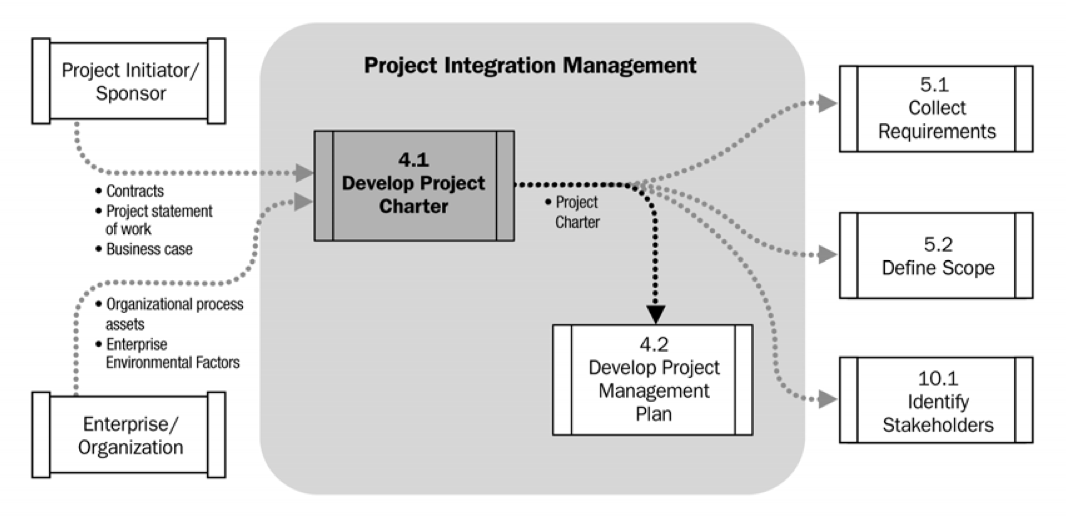 Project Integration Management
Project Initiator/
Sponsor
• Contracts
• Project statement
of work
• Business case
• Organizational process
assets
• Enterprise
Environmental Factors
Enterprise/
Organization
4.1
Develop Project
Charter
• Project
Charter
4.2
Develop Project
Management
Plan
5.1
Collect
Requirements
5.2
Define Scope
10.1
Identify
Stakeholders